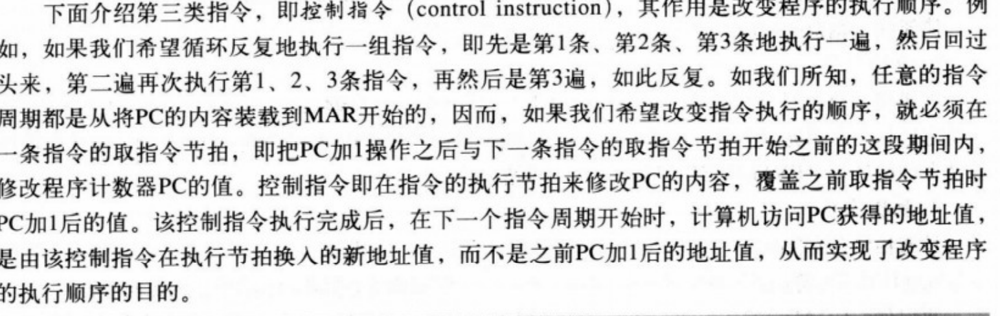 下面介绍第三类指令，即控制指令（control instruction），其作用是改变程序的执行顺序。例
如，如果我们希望循环反复地执行一组指令，即先是第1条、第2条、第3条地执行一遍，然后回过
头来，第二遍再次执行第1、2、3条指令，再然后是第3遍，如此反复。如我们所知，任意的指令
周期都是从将PC的内容装载到MAR开始的，因而，如果我们希望改变指令执行的顺序，就必须在
一条指令的取指令节拍，即把PC加1操作之后与下一条指令的取指令节拍开始之前的这段期间内，
修改程序计数器PC的值。控制指令即在指令的执行节拍来修改PC的内容，覆盖之前取指令节拍时
PC加1后的值。该控制指令执行完成后，在下一个指令周期开始时，计算机访问PC获得的地址值，
是由该控制指令在执行节拍换入的新地址值，而不是之前PC加1后的地址值，从而实现了改变程序
的执行顺序的目的。